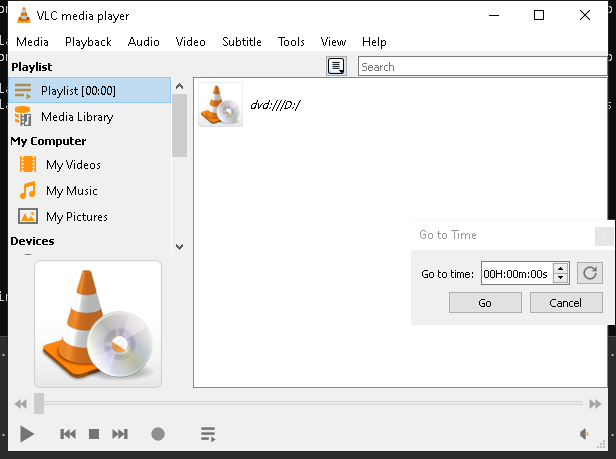 VLC media player
Media Playback Audio Video Subtitle Tools View Help
Playlist
Search
Playlist [00:00]
dvd:///D:/
Media Library
My Computer
My Videos
My Music
My Pictures
Devices
Go to Time
Go to time: 00H:00m:00s
Go Cancel